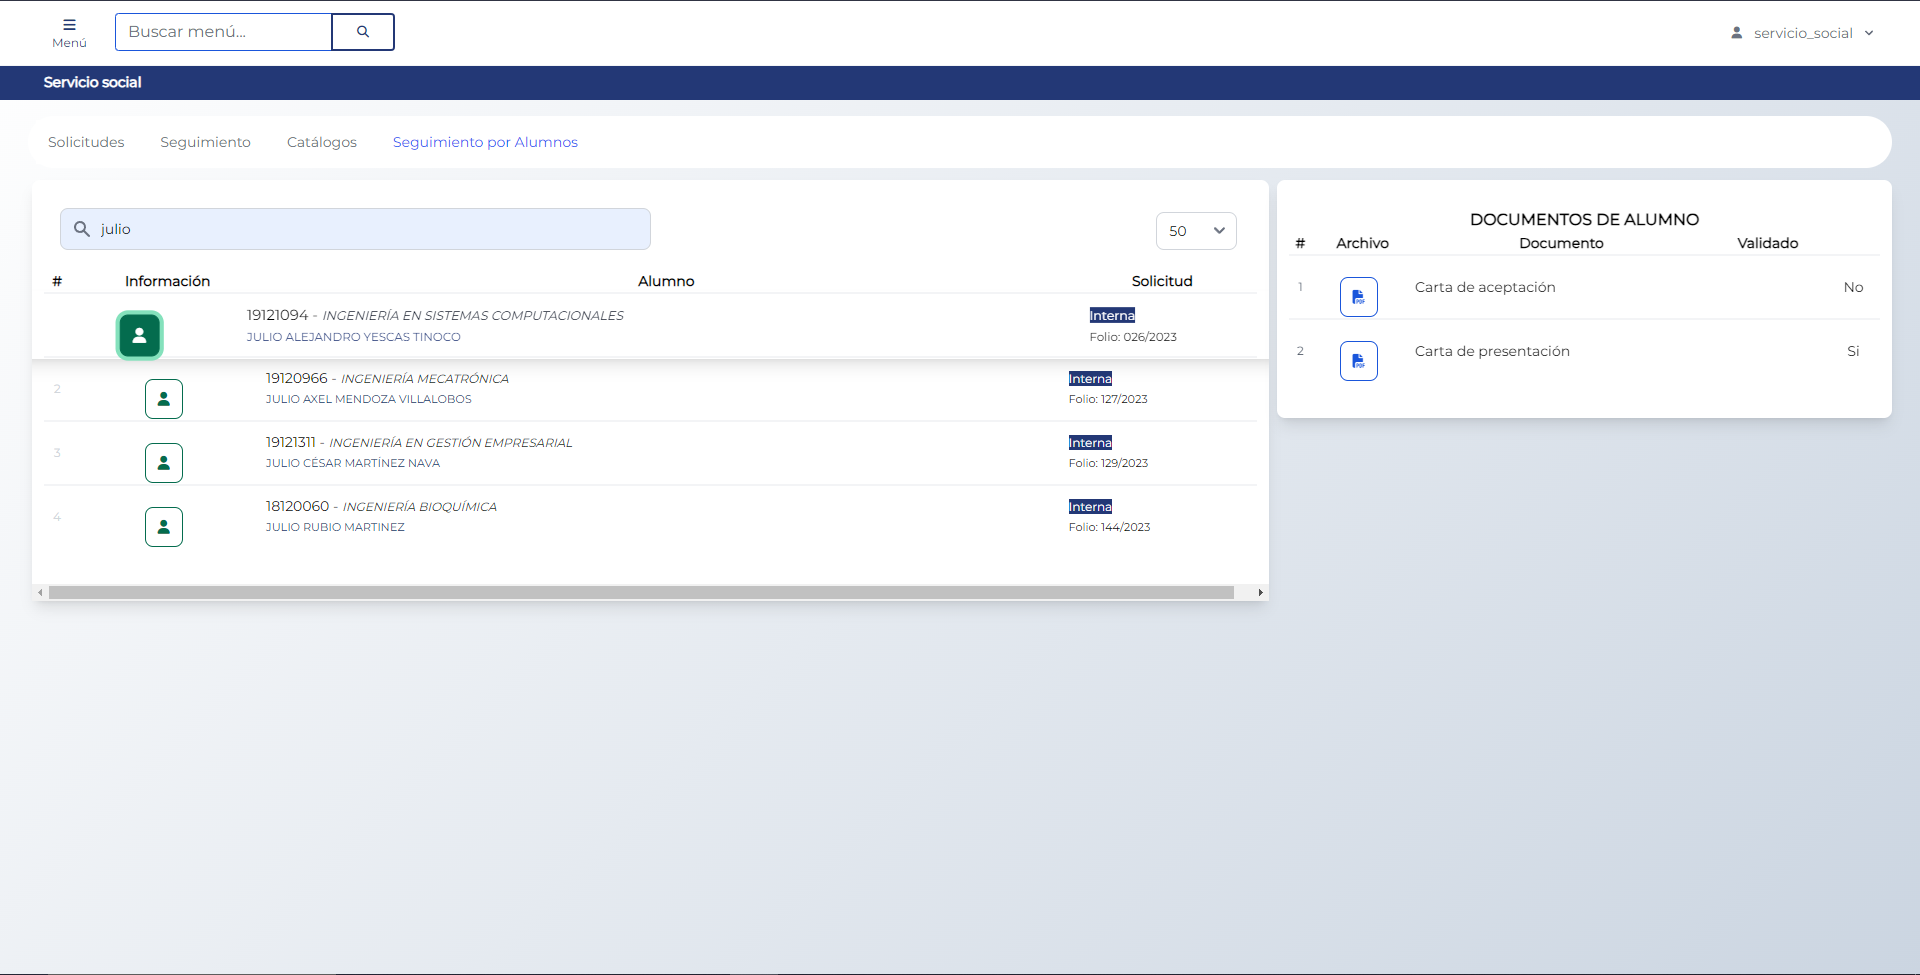 Menú
Buscar menú...
servicio_social
Servicio social
Solicitudes Seguimiento Catálogos Seguimiento por Alumnos
julio
50
# Información Alumno Solicitud
19121094 - INGENIERÍA EN SISTEMAS COMPUTACIONALES Interna
JULIO ALEJANDRO YESCAS TINOCO Folio: 026/2023
2 19120966 - INGENIERÍA MECATRÓNICA Interna
JULIO AXEL MENDOZA VILLALOBOS Folio: 127/2023
3 19121311 - INGENIERÍA EN GESTIÓN EMPRESARIAL Interna
JULIO CÉSAR MARTÍNEZ NAVA Folio: 129/2023
4 18120060 - INGENIERÍA BIOQUÍMICA Interna
JULIO RUBIO MARTINEZ Folio: 144/2023
DOCUMENTOS DE ALUMNO
# Archivo Documento Validado
1 PDF Carta de aceptación No
2 PDF Carta de presentación Si